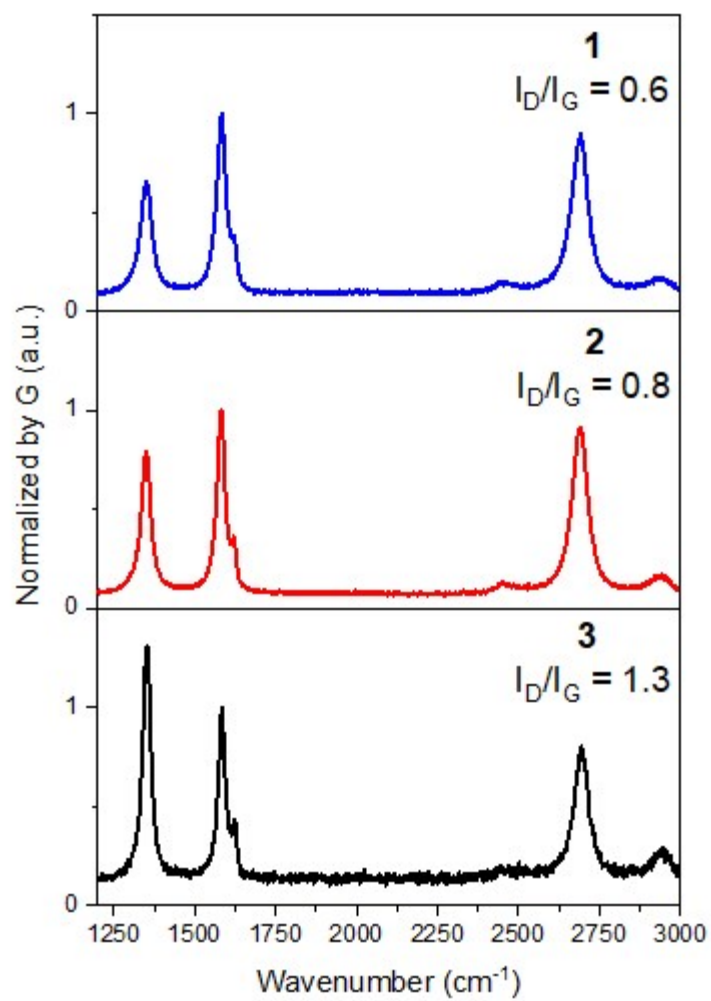 1
I_D/I_G = 0.6
1
0
2
I_D/I_G = 0.8
1
0
3
I_D/I_G = 1.3
1
0
Normalized by G (a.u.)
1250 1500 1750 2000 2250 2500 2750 3000
Wavenumber (cm⁻¹)